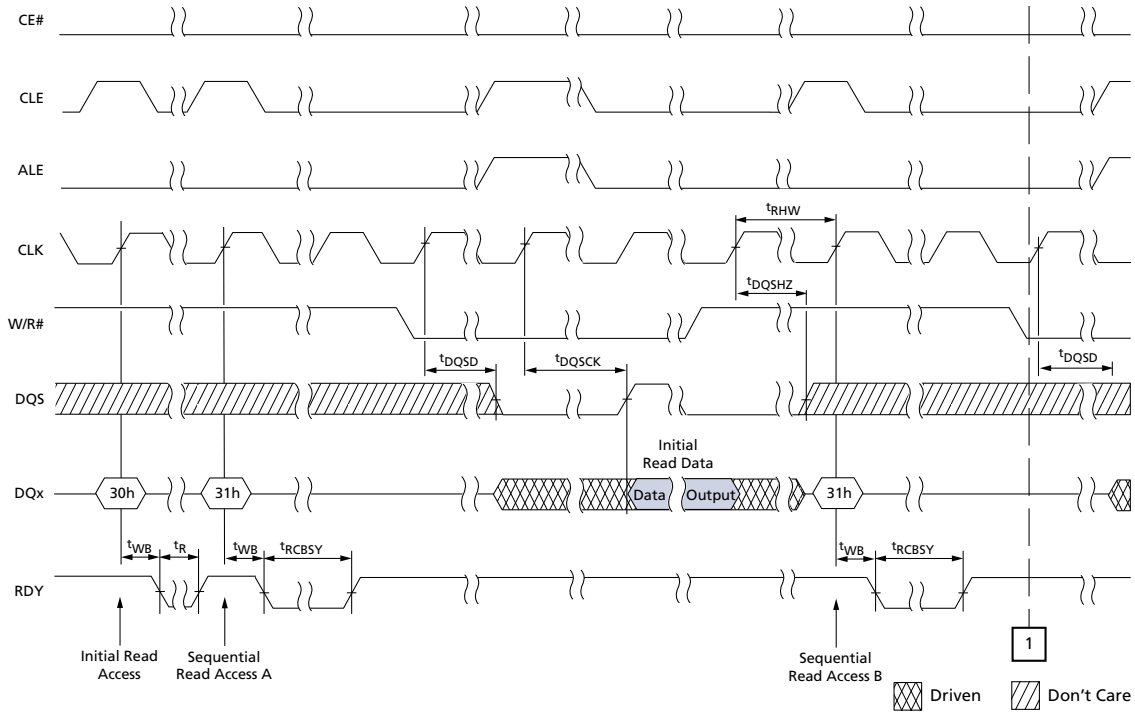 CE#
CLE
ALE
tRHW
CLK
tDQSHZ
W/R#
tDQSD
tDQSCK
tDQSD
DQS
Initial
Read Data
DQx
30h
31h
Data
Output
31h
tWB
tR
tWB
tRCBSY
tWB
tRCBSY
RDY
Initial Read
Access
Sequential
Read Access A
Sequential
Read Access B
1
Driven
Don't Care